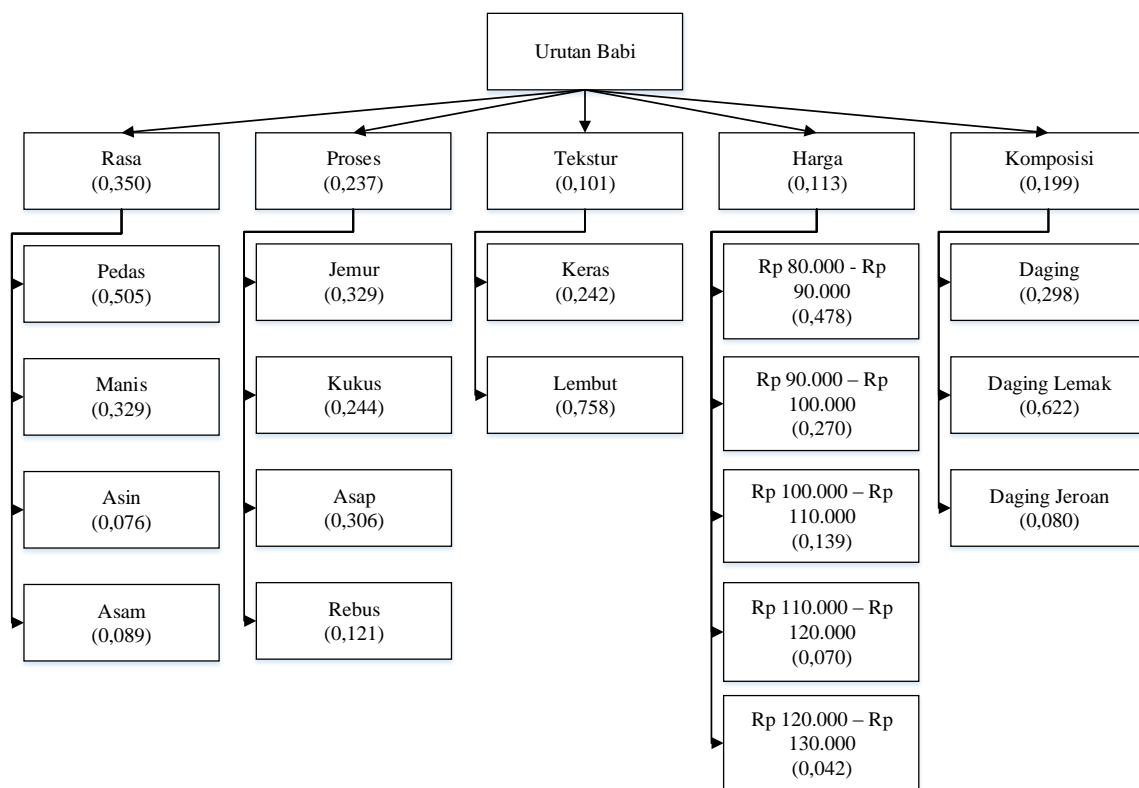 Urutan Babi
Rasa
(0,350)
Proses
(0,237)
Tekstur
(0,101)
Harga
(0,113)
Komposisi
(0,199)
Pedas
(0,505)
Manis
(0,329)
Asin
(0,076)
Asam
(0,089)
Jemur
(0,329)
Kukus
(0,244)
Asap
(0,306)
Rebus
(0,121)
Keras
(0,242)
Lembut
(0,758)
Rp 80.000 - Rp
90.000
(0,478)
Rp 90.000 – Rp
100.000
(0,270)
Rp 100.000 – Rp
110.000
(0,139)
Rp 110.000 – Rp
120.000
(0,070)
Rp 120.000 – Rp
130.000
(0,042)
Daging
(0,298)
Daging Lemak
(0,622)
Daging Jeroan
(0,080)